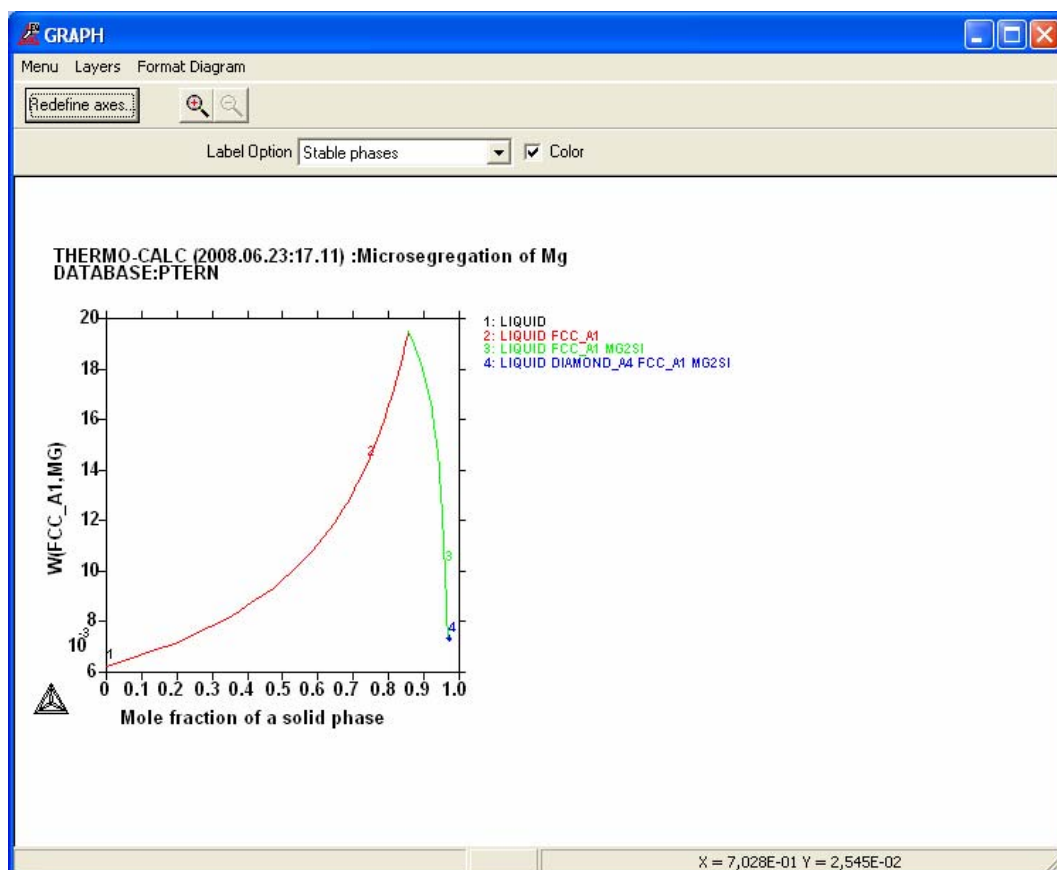 GRAPH
Menu Layers Format Diagram
Redefine axes...
Label Option Stable phases Color
THERMO-CALC (2008.06.23:17.11) :Microsegregation of Mg
DATABASE:PTERN
1: LIQUID
2: LIQUID FCC_A1
3: LIQUID FCC_A1 MG2SI
4: LIQUID DIAMOND_A4 FCC_A1 MG2SI
W(FCC_A1,MG)
20
18
16
14
12
10
8
6
10-3
1
2
3
4
0 0.1 0.2 0.3 0.4 0.5 0.6 0.7 0.8 0.9 1.0
Mole fraction of a solid phase
X = 7,028E-01 Y = 2,545E-02